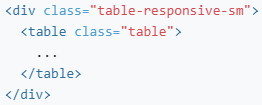 <div class="table-responsive-sm">
  <table class="table">
    ...
  </table>
</div>